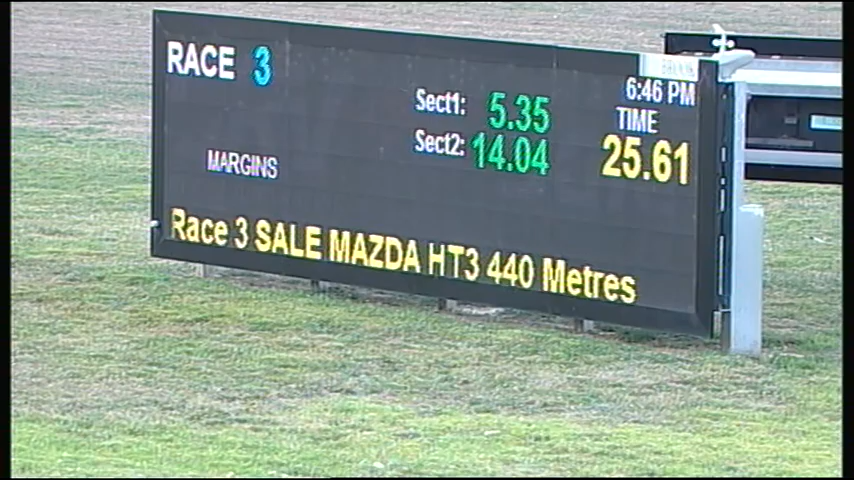 RACE 3
6:46 PM
Sect1: 5.35
TIME
Sect2: 14.04
25.61
MARGINS
Race 3 SALE MAZDA HT3 440 Metres